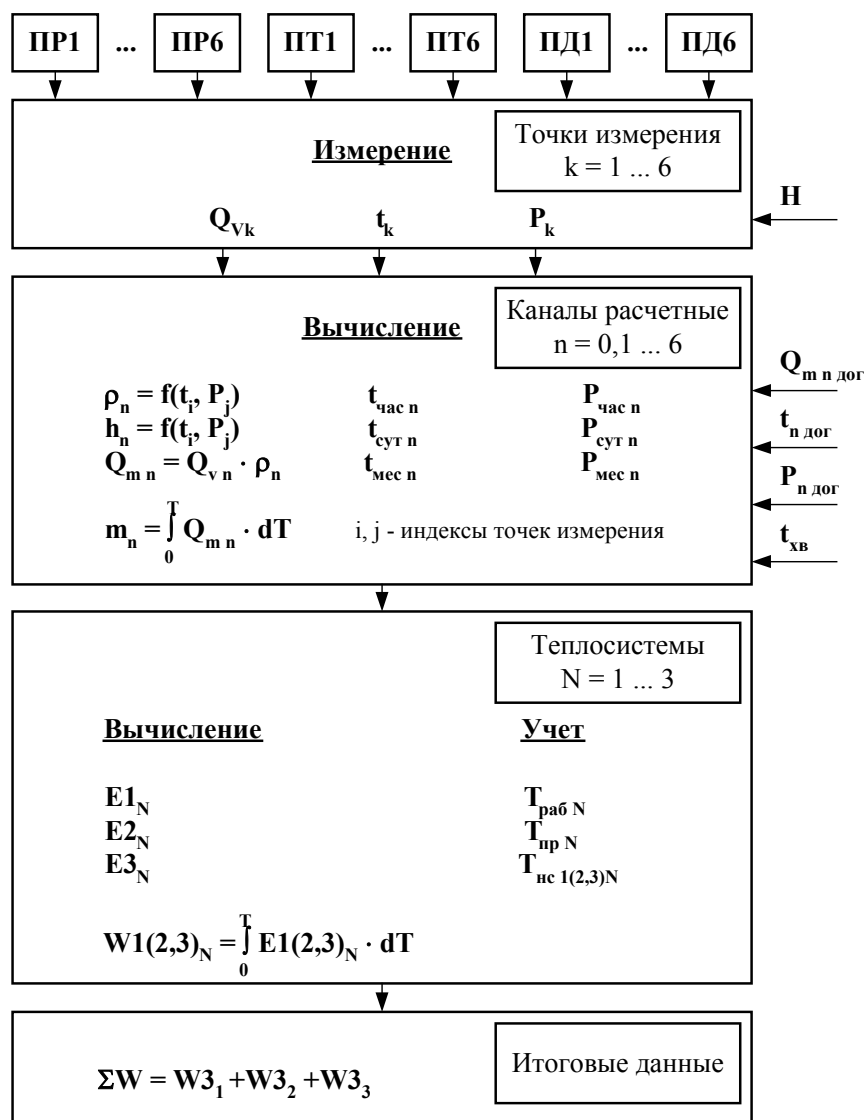 ПР1 ... ПР6 ПТ1 ... ПТ6 ПД1 ... ПД6
Точки измерения
k = 1 ... 6
Измерение
H
Q_Vk t_k P_k
Каналы расчетные
n = 0,1 ... 6
Вычисление
Q_m n дог
ρ_n = f(t_i, P_j) t_час n P_час n
t_n дог
h_n = f(t_i, P_j) t_сут n P_сут n
Q_m n = Q_v n · ρ_n t_мес n P_мес n
P_n дог
m_n = ∫_0^T Q_m n · dT i, j - индексы точек измерения
t_хв
Теплосистемы
N = 1 ... 3
Вычисление Учет
E1_N T_раб N
E2_N T_пр N
E3_N T_нс 1(2,3)N
W1(2,3)_N = ∫_0^T E1(2,3)_N · dT
Итоговые данные
ΣW = W3_1 +W3_2 +W3_3